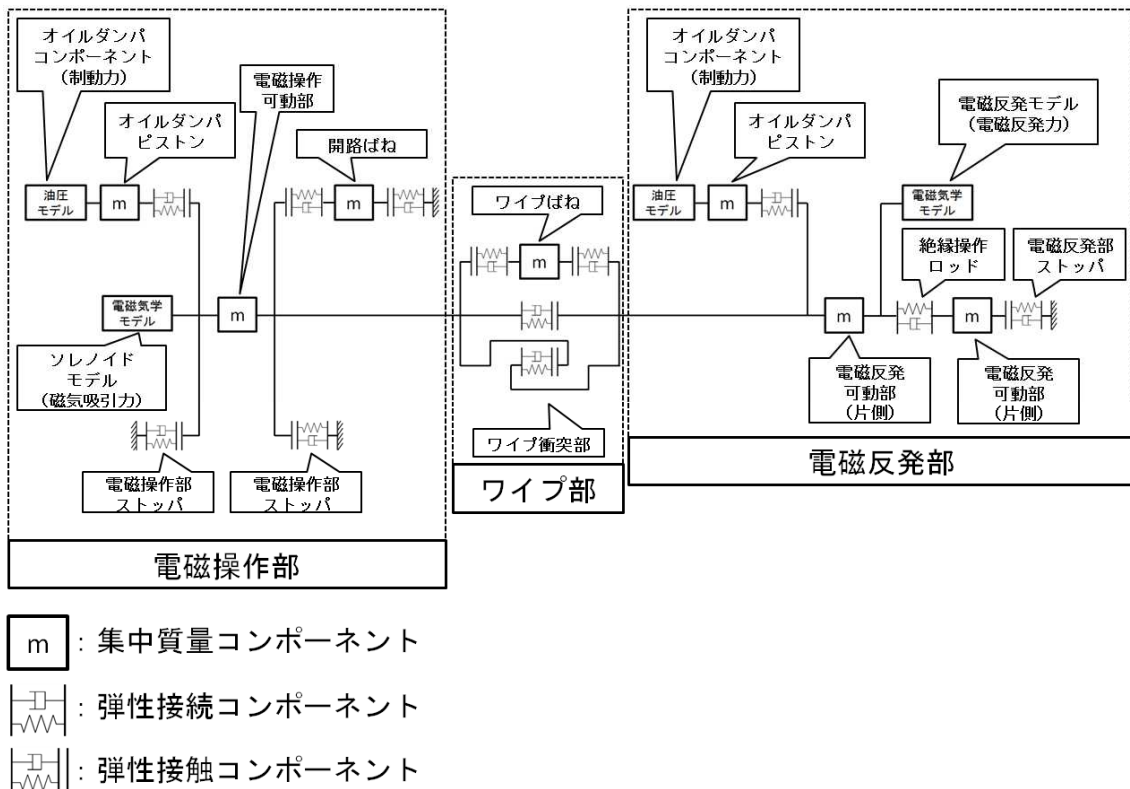 オイルダンパ
コンポーネント
(制動力)
電磁操作
可動部
オイルダンパ
ピストン
開路ばね
油圧
モデル
m
m
電磁気学
モデル
m
ソレノイド
モデル
(磁気吸引力)
電磁操作部
ストッパ
電磁操作部
ストッパ
電磁操作部
ワイプばね
m
ワイプ衝突部
ワイプ部
オイルダンパ
コンポーネント
(制動力)
オイルダンパ
ピストン
電磁反発モデル
(電磁反発力)
油圧
モデル
m
電磁気学
モデル
絶縁操作
ロッド
電磁反発部
ストッパ
m
m
電磁反発
可動部
(片側)
電磁反発
可動部
(片側)
電磁反発部
m : 集中質量コンポーネント
: 弾性接続コンポーネント
: 弾性接触コンポーネント